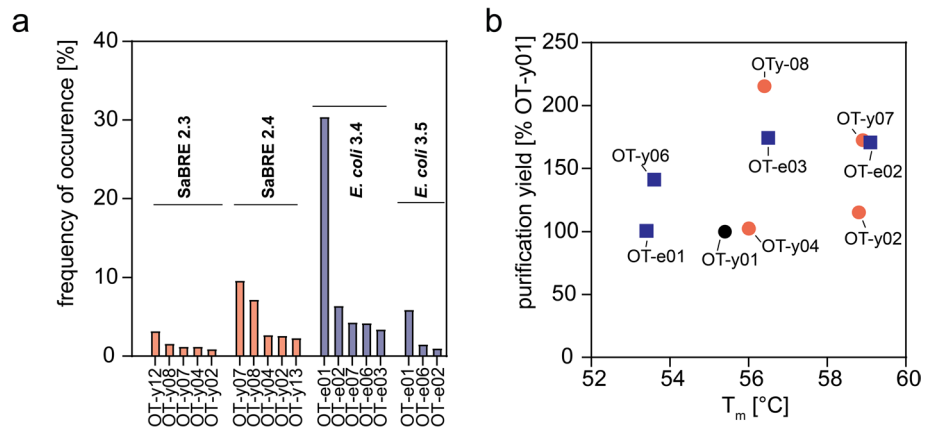 a
frequency of occurence [%]
40
30
20
10
0
SaBRE 2.3
SaBRE 2.4
E. coli 3.4
E. coli 3.5
OT-y12
OT-y08
OT-y07
OT-y04
OT-y02
OT-y07
OT-y08
OT-y04
OT-y02
OT-y13
OT-e01
OT-e02
OT-e07
OT-e06
OT-e03
OT-e01
OT-e06
OT-e02
b
purification yield [% OT-y01]
250
200
150
100
50
0
OTy-08
OT-y07
OT-y06
OT-e03
OT-e02
OT-e01
OT-y01
OT-y04
OT-y02
52
54
56
58
60
Tm [°C]